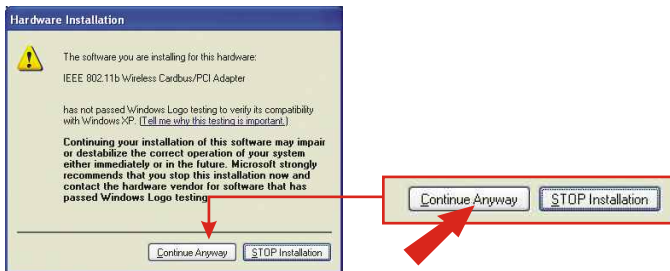 Hardware Installation
The software you are installing for this hardware:
IEEE 802.11b Wireless Cardbus/PCI Adapter
has not passed Windows Logo testing to verify its compatibility
with Windows XP. (Tell me why this testing is important.)
Continuing your installation of this software may impair
or destabilize the correct operation of your system
either immediately or in the future. Microsoft strongly
recommends that you stop this installation now and
contact the hardware vendor for software that has
passed Windows Logo testing.
Continue Anyway STOP Installation
Continue Anyway STOP Installation